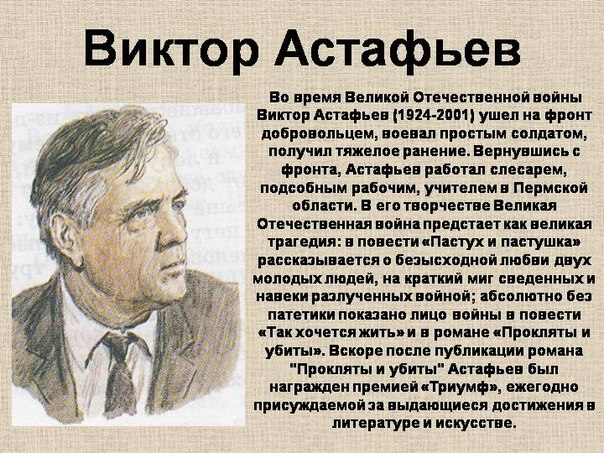 Виктор Астафьев
Во время Великой Отечественной войны
Виктор Астафьев (1924-2001) ушел на фронт
добровольцем, воевал простым солдатом,
получил тяжелое ранение. Вернувшись с
фронта, Астафьев работал слесарем,
подсобным рабочим, учителем в Пермской
области. В его творчестве Великая
Отечественная война предстает как великая
трагедия: в повести «Пастух и пастушка»
рассказывается о безысходной любви двух
молодых людей, на краткий миг сведенных и
навеки разлученных войной; абсолютно без
патетики показано лицо войны в повести
«Так хочется жить» и в романе «Прокляты и
убиты». Вскоре после публикации романа
"Прокляты и убиты" Астафьев был
награжден премией «Триумф», ежегодно
присуждаемой за выдающиеся достижения в
литературе и искусстве.